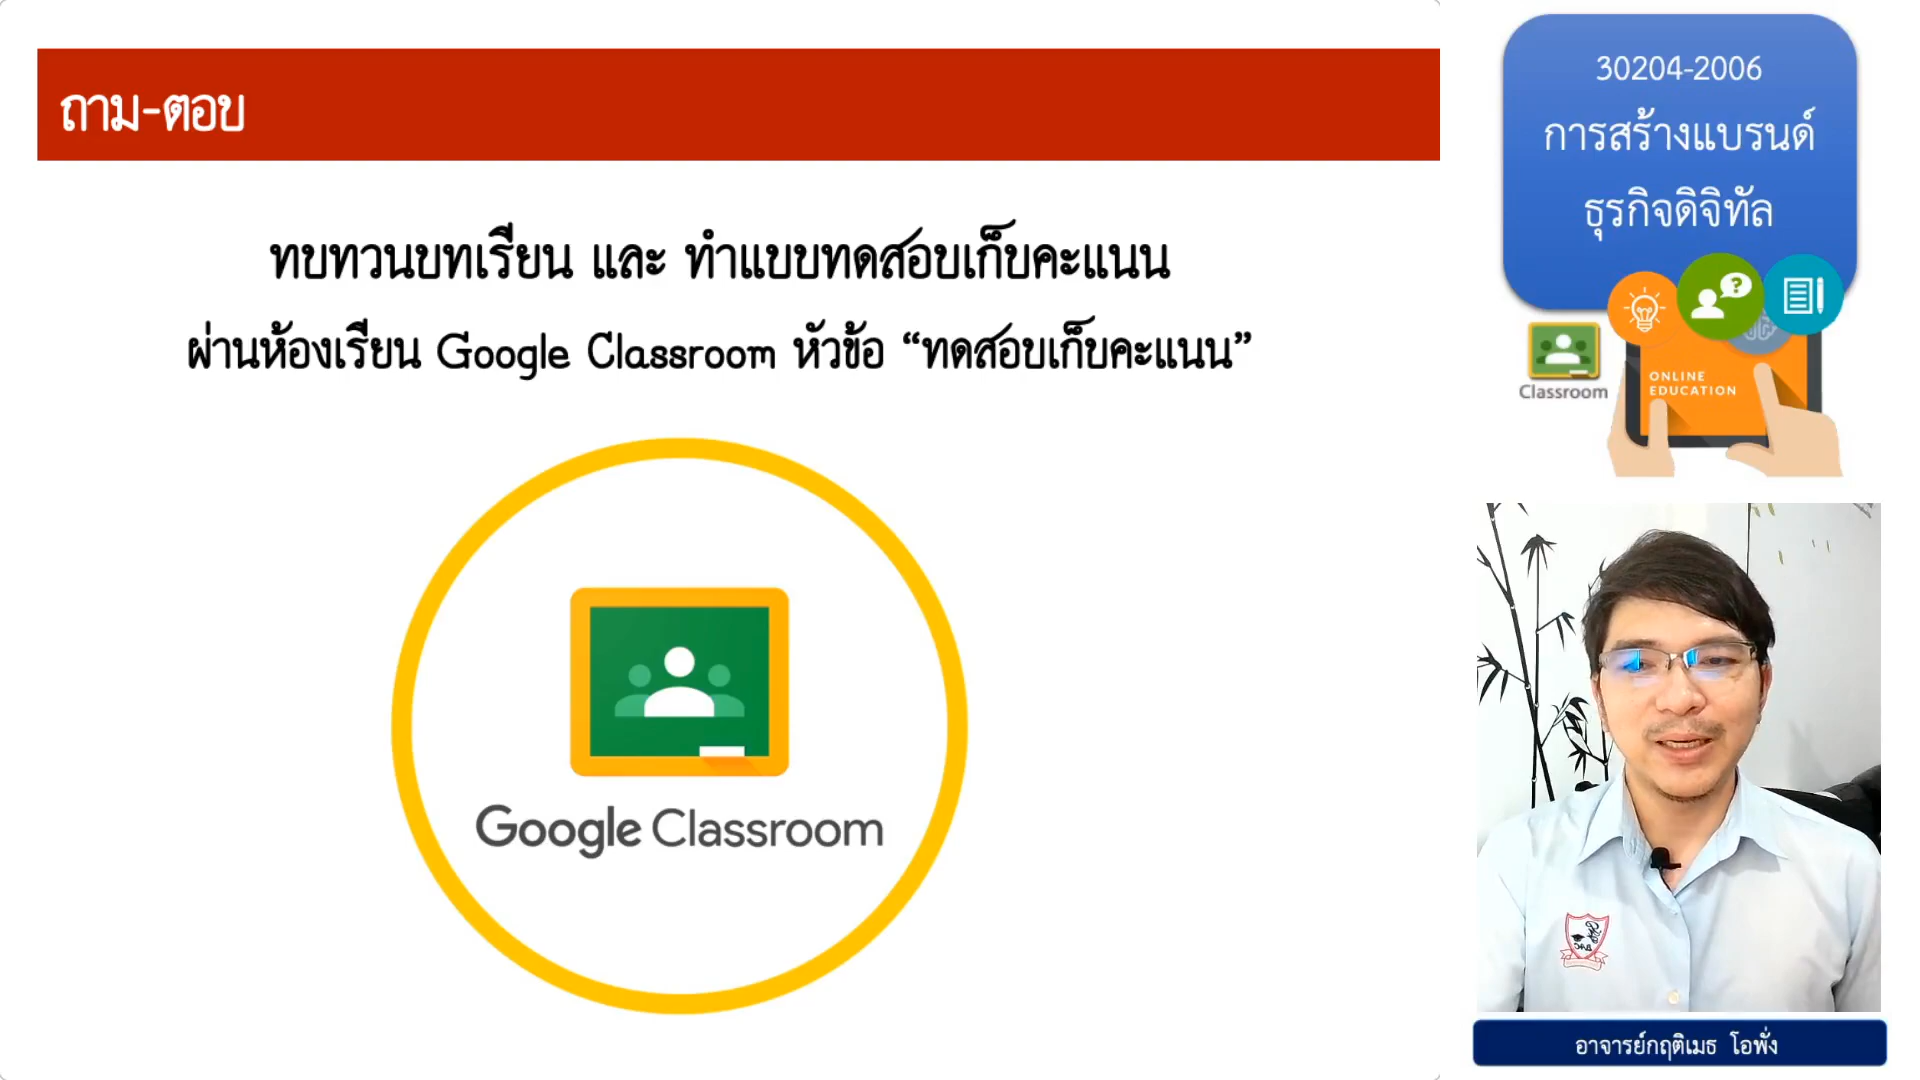 ถาม-ตอบ
ทบทวนบทเรียน และ ทำแบบทดสอบเก็บคะแนน
ผ่านห้องเรียน Google Classroom หัวข้อ “ทดสอบเก็บคะแนน”
Google Classroom
30204-2006
การสร้างแบรนด์
ธุรกิจดิจิทัล
Classroom
ONLINE
EDUCATION
อาจารย์กฤติเมธ โอพั่ง